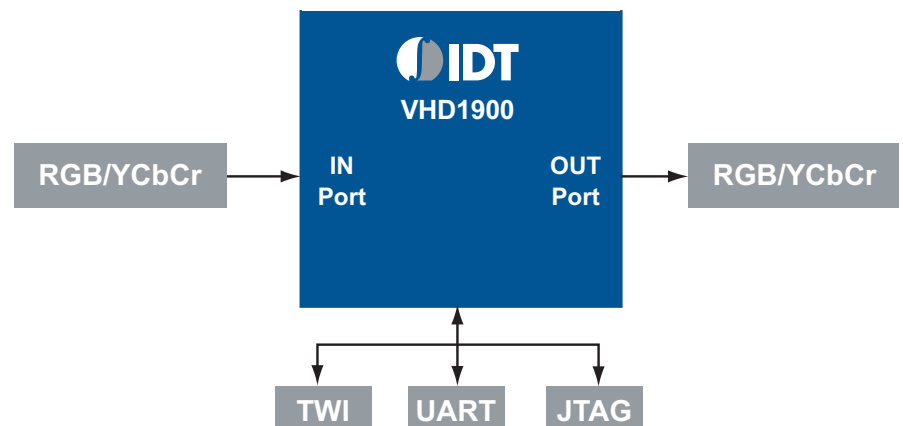 IDT
VHD1900
RGB/YCbCr
IN
Port
OUT
Port
RGB/YCbCr
TWI
UART
JTAG